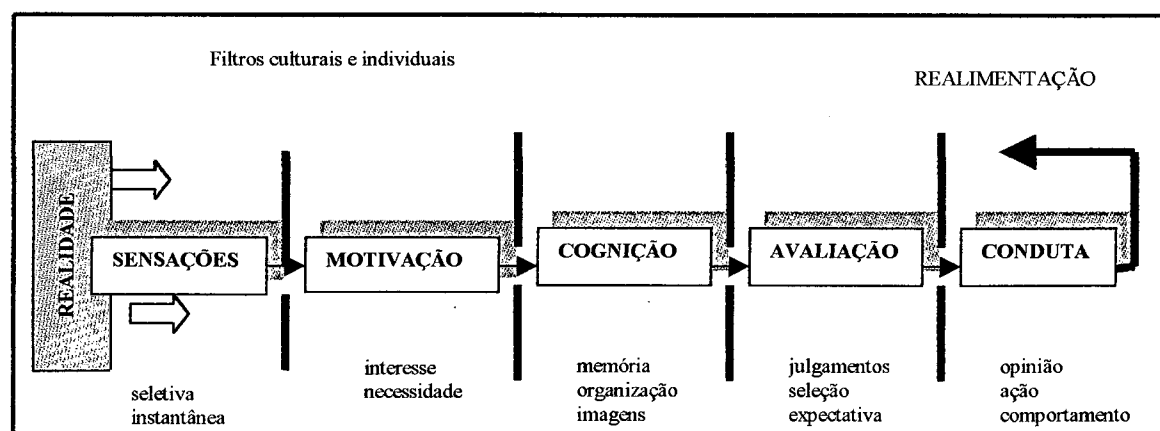 Filtros culturais e individuais
REALIMENTAÇÃO
REALIDADE
SENSAÇÕES
MOTIVAÇÃO
COGNIÇÃO
AVALIAÇÃO
CONDUTA
seletiva
instantânea
interesse
necessidade
memória
organização
imagens
julgamentos
seleção
expectativa
opinião
ação
comportamento